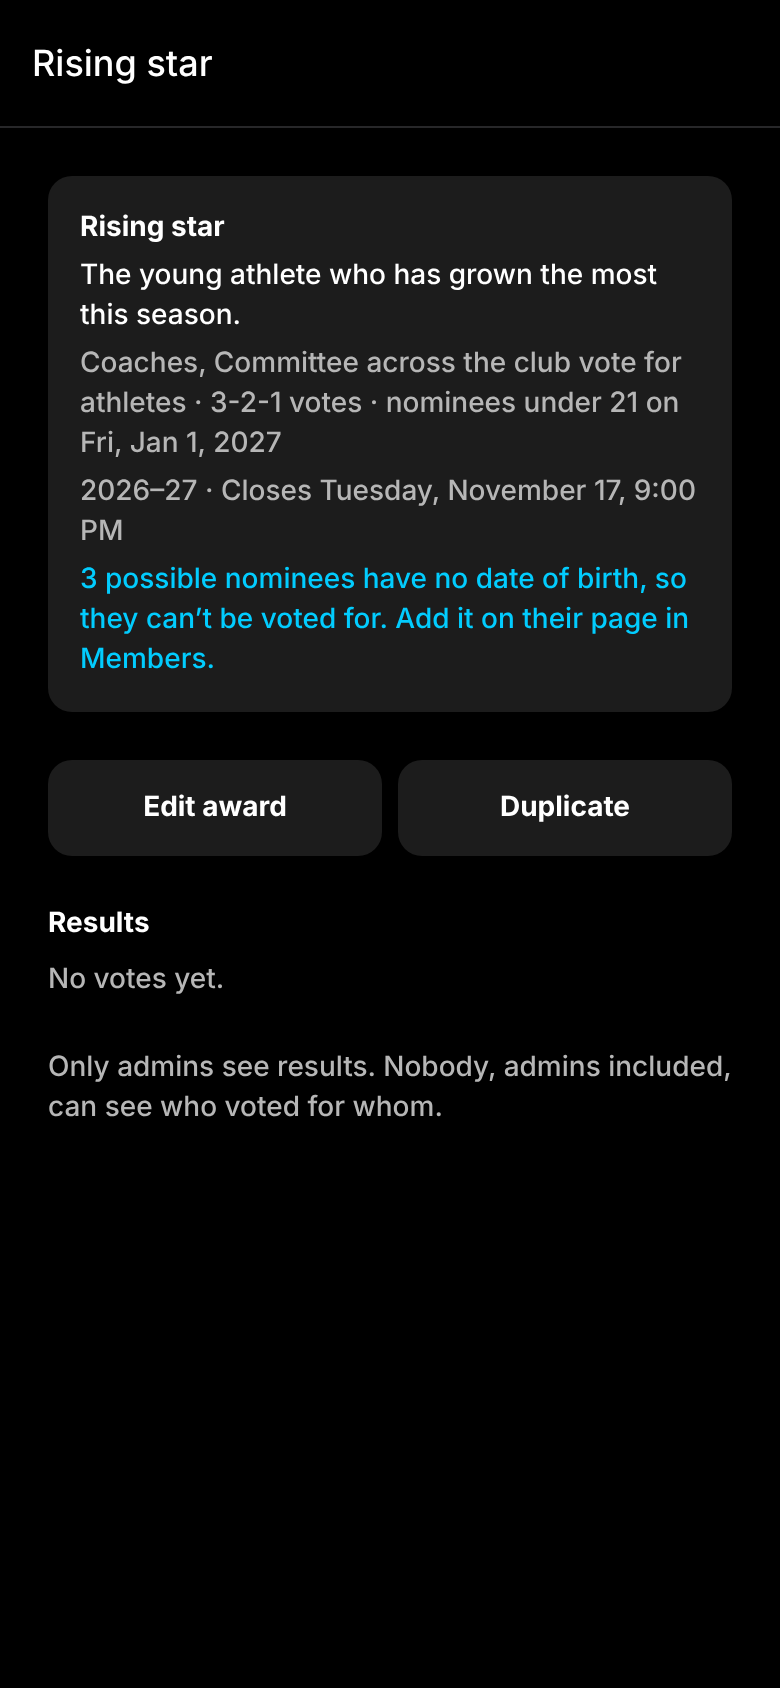 Rising star
Rising star
The young athlete who has grown the most
this season.
Coaches, Committee across the club vote for
athletes · 3-2-1 votes · nominees under 21 on
Fri, Jan 1, 2027
2026–27 · Closes Tuesday, November 17, 9:00
PM
3 possible nominees have no date of birth, so
they can’t be voted for. Add it on their page in
Members.
Edit award
Duplicate
Results
No votes yet.
Only admins see results. Nobody, admins included,
can see who voted for whom.